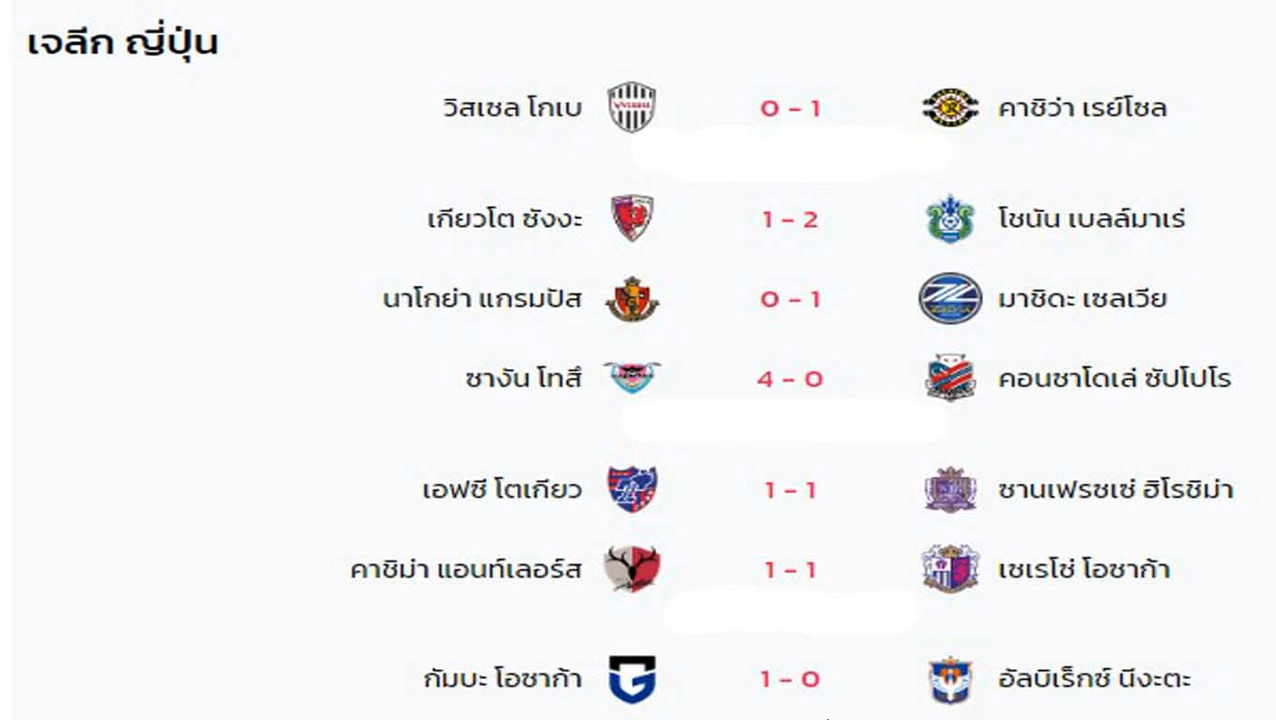 เจลีก ญี่ปุ่น
วิสเซล โกเบ 0 - 1 คาชิว่า เรย์โซล
เกียวโต ซังงะ 1 - 2 โชนัน เบลล์มาเร่
นาโกย่า แกรมปัส 0 - 1 มาชิดะ เซลเวีย
ซางัน โทสึ 4 - 0 คอนซาโดเล่ ซัปโปโร
เอฟซี โตเกียว 1 - 1 ซานเฟรซเซ่ ฮิโรชิม่า
คาชิม่า แอนท์เลอร์ส 1 - 1 เซเรโซ่ โอซาก้า
กัมบะ โอซาก้า 1 - 0 อัลบิเร็กซ์ นีงะตะ